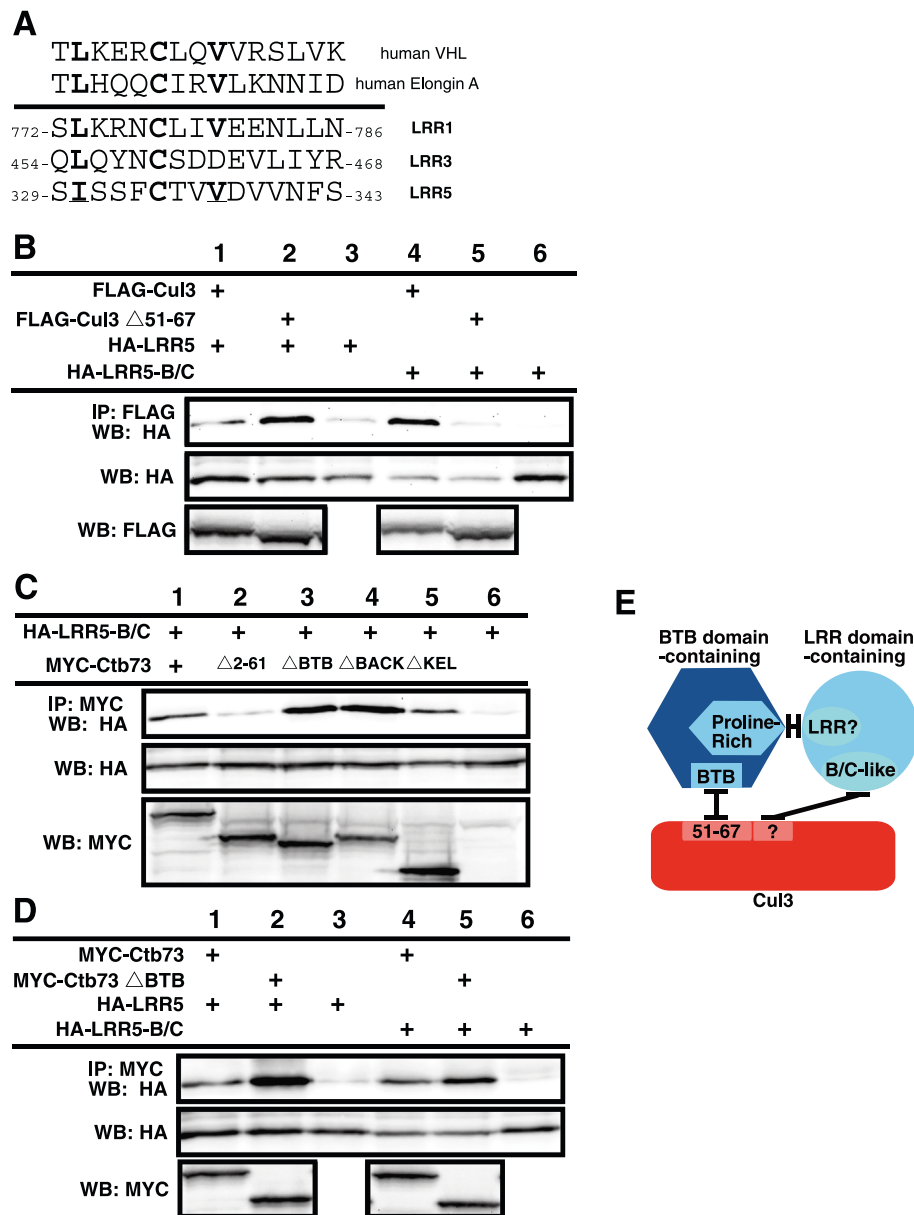 A
TLKERCLQVVRSLVK human VHL
TLHQQCIRVLKNNID human Elongin A
772-SLKRNCLIVEENLLN-786 LRR1
454-QLQYNCSDDEVLIYR-468 LRR3
329-SISSFCTVVDVVNFS-343 LRR5
B
1 2 3 4 5 6
FLAG-Cul3 + +
FLAG-Cul3 △51-67 + +
HA-LRR5 + + +
HA-LRR5-B/C + + +
IP: FLAG
WB: HA
WB: HA
WB: FLAG
C
1 2 3 4 5 6
HA-LRR5-B/C + + + + + +
MYC-Ctb73 + △2-61 △BTB △BACK △KEL
IP: MYC
WB: HA
WB: HA
WB: MYC
D
1 2 3 4 5 6
MYC-Ctb73 + +
MYC-Ctb73 △BTB + +
HA-LRR5 + + +
HA-LRR5-B/C + + +
IP: MYC
WB: HA
WB: HA
WB: MYC
E
BTB domain
-containing
LRR domain
-containing
Proline-
Rich
LRR?
BTB
B/C-like
51-67 ?
Cul3